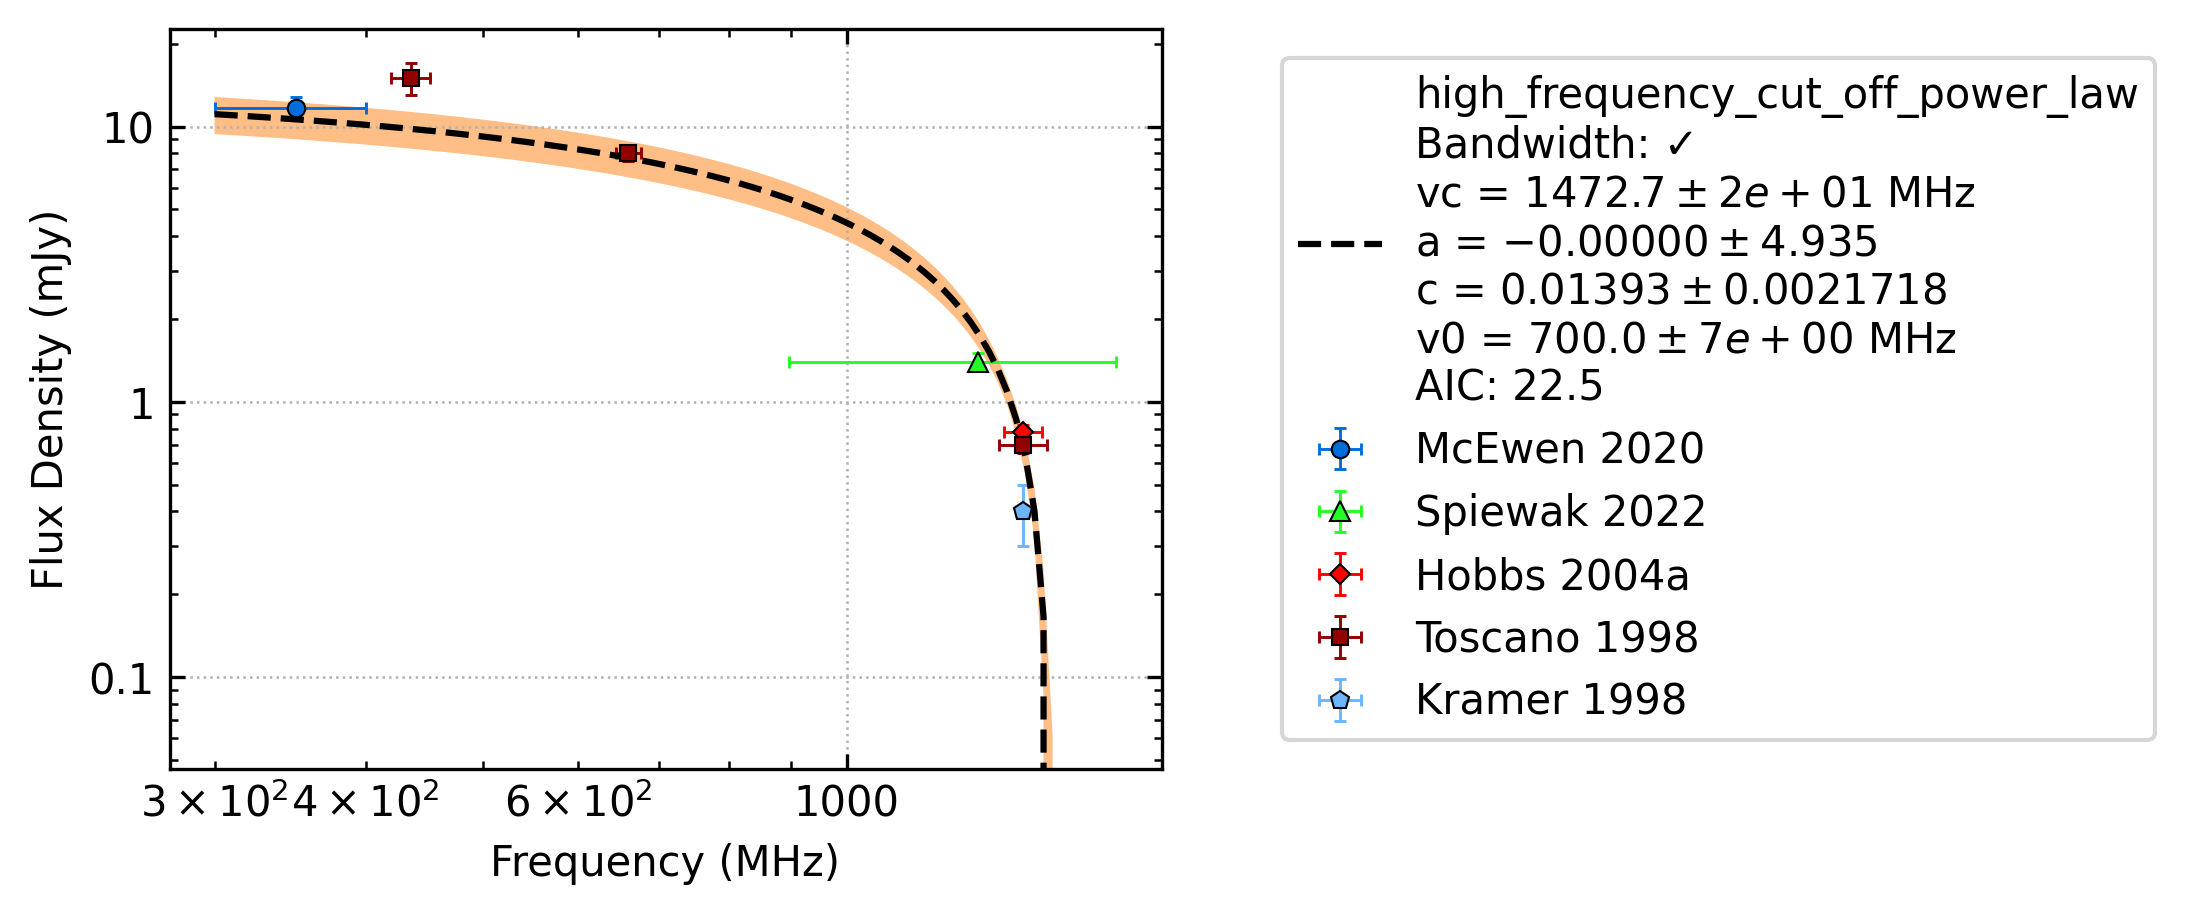 10
1
0.1
Flux Density (mJy)
3 × 10² 4 × 10² 6 × 10² 1000
Frequency (MHz)
high_frequency_cut_off_power_law
Bandwidth: ✓
vc = 1472.7 ± 2e + 01 MHz
a = −0.00000 ± 4.935
c = 0.01393 ± 0.0021718
v0 = 700.0 ± 7e + 00 MHz
AIC: 22.5
McEwen 2020
Spiewak 2022
Hobbs 2004a
Toscano 1998
Kramer 1998